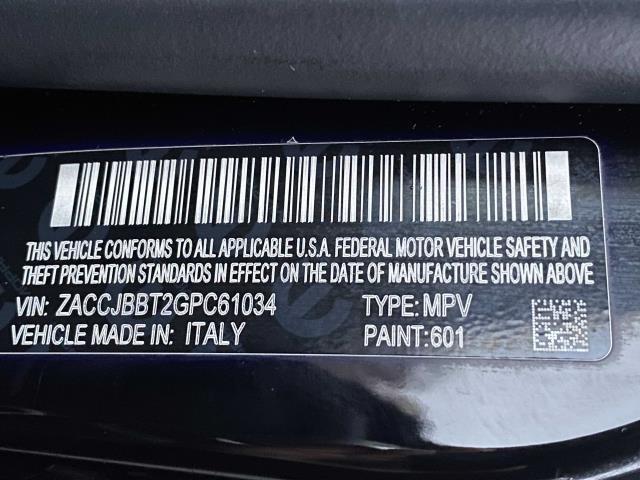 THIS VEHICLE CONFORMS TO ALL APPLICABLE U.S.A. FEDERAL MOTOR VEHICLE SAFETY AND
THEFT PREVENTION STANDARDS IN EFFECT ON THE DATE OF MANUFACTURE SHOWN ABOVE
VIN: ZACCJBBT2GPC61034 TYPE: MPV
VEHICLE MADE IN: ITALY PAINT: 601